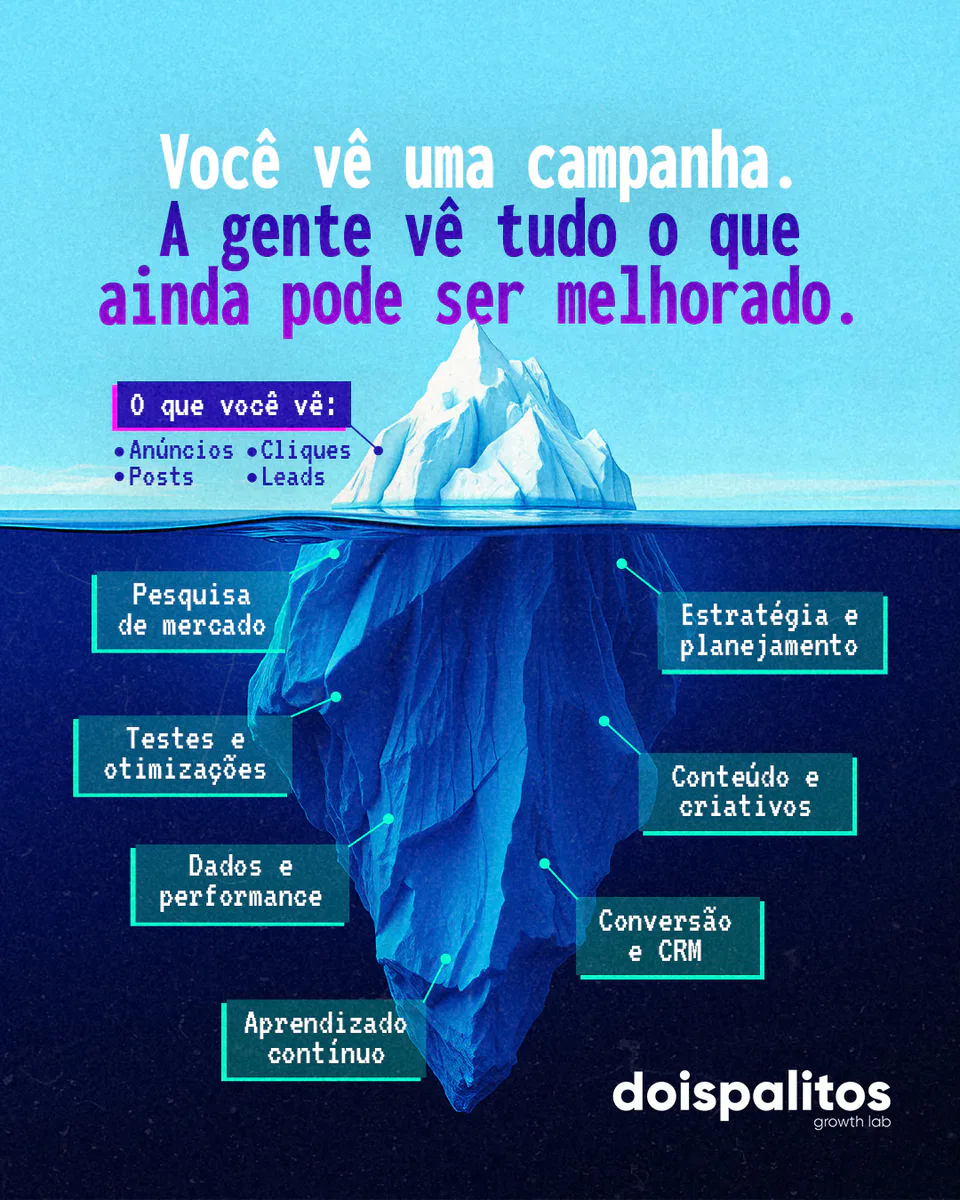 Você vê uma campanha.
A gente vê tudo o que
ainda pode ser melhorado.
O que você vê:
•Anúncios •Cliques
•Posts •Leads
Pesquisa
de mercado
Estratégia e
planejamento
Testes e
otimizações
Conteúdo e
criativos
Dados e
performance
Conversão
e CRM
Aprendizado
contínuo
doispalitos
growth lab